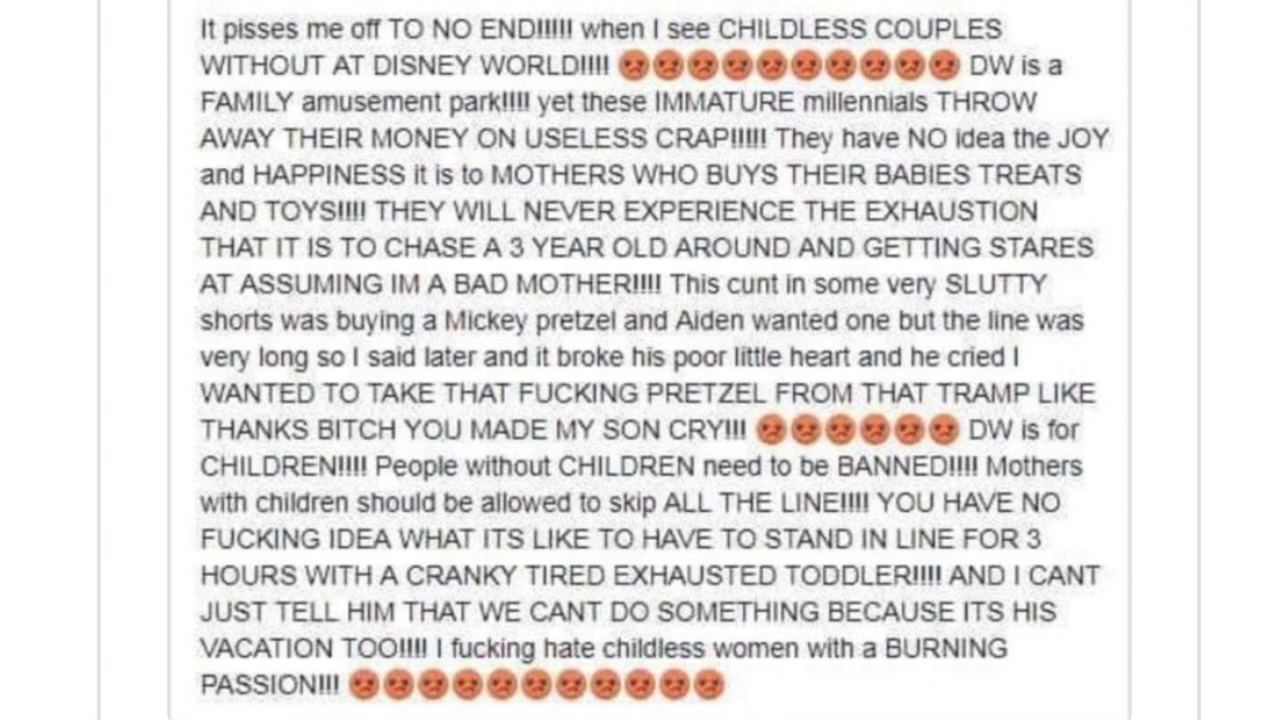 It pisses me off TO NO END!!!!! when I see CHILDLESS COUPLES
WITHOUT AT DISNEY WORLD!!!! 😡😡😡😡😡😡😡😡😡😡 DW is a
FAMILY amusement park!!!! yet these IMMATURE millennials THROW
AWAY THEIR MONEY ON USELESS CRAP!!!!! They have NO idea the JOY
and HAPPINESS it is to MOTHERS WHO BUYS THEIR BABIES TREATS
AND TOYS!!!! THEY WILL NEVER EXPERIENCE THE EXHAUSTION
THAT IT IS TO CHASE A 3 YEAR OLD AROUND AND GETTING STARES
AT ASSUMING IM A BAD MOTHER!!!! This cunt in some very SLUTTY
shorts was buying a Mickey pretzel and Aiden wanted one but the line was
very long so I said later and it broke his poor little heart and he cried I
WANTED TO TAKE THAT FUCKING PRETZEL FROM THAT TRAMP LIKE
THANKS BITCH YOU MADE MY SON CRY!!! 😡😡😡😡😡😡 DW is for
CHILDREN!!!! People without CHILDREN need to be BANNED!!!! Mothers
with children should be allowed to skip ALL THE LINE!!!! YOU HAVE NO
FUCKING IDEA WHAT ITS LIKE TO HAVE TO STAND IN LINE FOR 3
HOURS WITH A CRANKY TIRED EXHAUSTED TODDLER!!!! AND I CANT
JUST TELL HIM THAT WE CANT DO SOMETHING BECAUSE ITS HIS
VACATION TOO!!!! I fucking hate childless women with a BURNING
PASSION!!! 😡😡😡😡😡😡😡😡😡😡😡